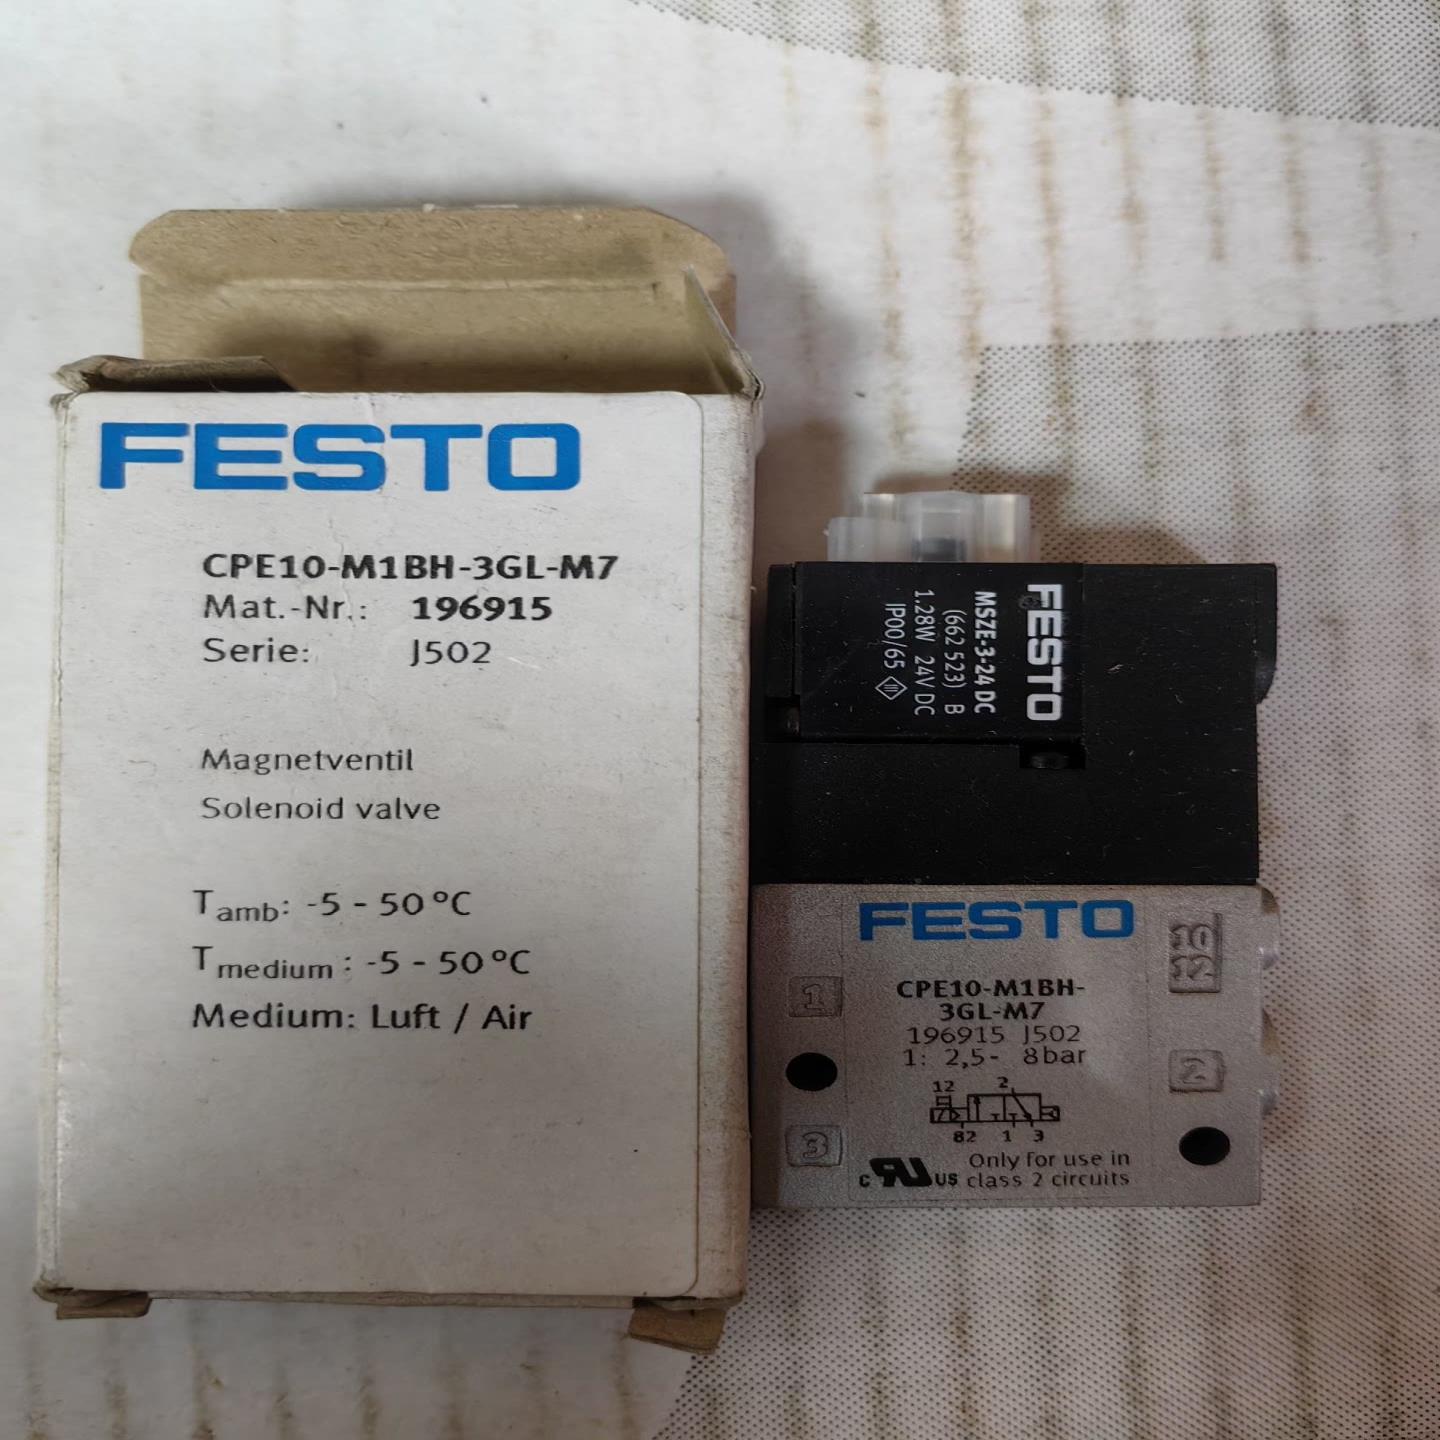 FESTO
CPE10-M1BH-3GL-M7
Mat.-Nr.: 196915
Serie: J502
Magnetventil
Solenoid valve
Tamb: -5 - 50 °C
Tmedium : -5 - 50 °C
Medium: Luft / Air
FESTO
MSZE-3-24 DC
(662 523) B
1.28W 24V DC
IP00/65
FESTO
CPE10-M1BH-
3GL-M7
196915 J502
1: 2,5- 8bar
12 2
82 1 3
c RU us Only for use in
class 2 circuits
1
3
10
12
2